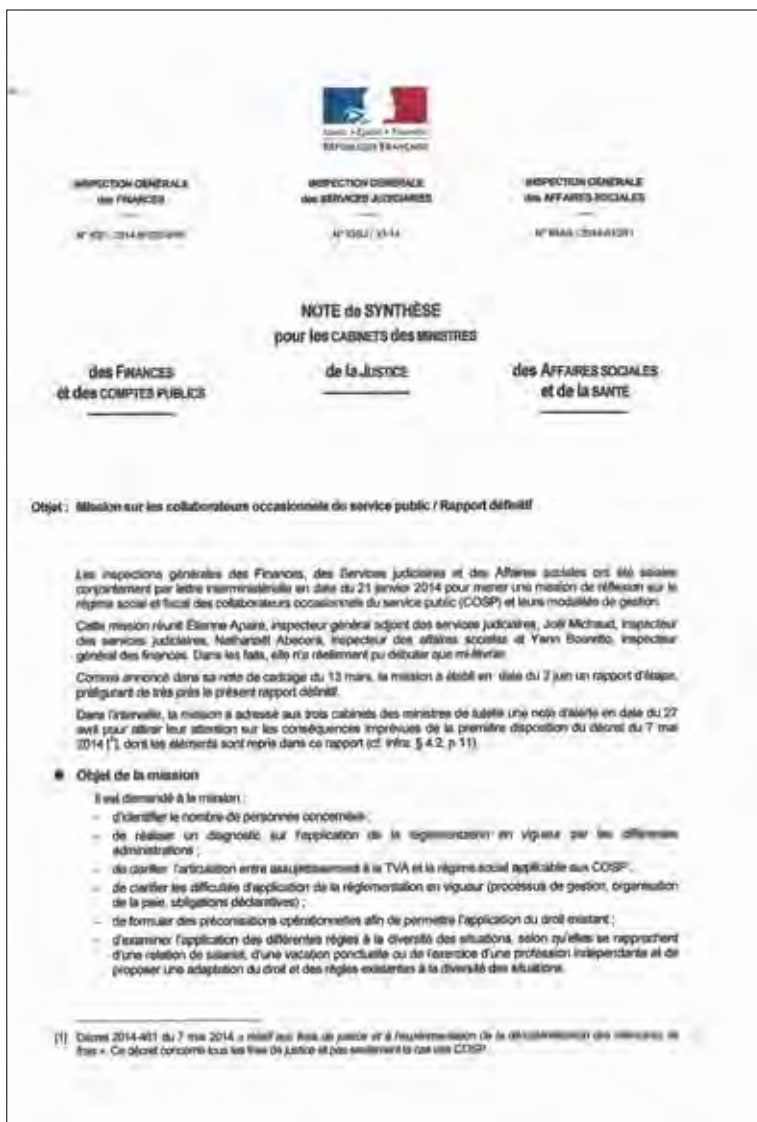 RÉPUBLIQUE FRANÇAISE
INSPECTION GÉNÉRALE
des FINANCES
INSPECTION GÉNÉRALE
des SERVICES JUDICIAIRES
INSPECTION GÉNÉRALE
des AFFAIRES SOCIALES
NOTE de SYNTHÈSE
pour les CABINETS des MINISTRES
des FINANCES
et des COMPTES PUBLICS
de la JUSTICE
des AFFAIRES SOCIALES
et de la SANTÉ
Objet : Mission sur les collaborateurs occasionnels du service public / Rapport définitif
Les inspections générales des Finances, des Services judiciaires et des Affaires sociales ont été saisies
conjointement par lettre interministérielle en date du 21 janvier 2014 pour mener une mission de réflexion sur le
régime social et fiscal des collaborateurs occasionnels du service public (COSP) et leurs modalités de gestion.
Cette mission réunit Étienne Apaire, inspecteur général adjoint des services judiciaires, Joël Michaud, inspecteur
des services judiciaires, Nathanaël Abecera, inspecteur des affaires sociales et Yann inspecteur
général des finances. Dans les faits, elle n'a réellement pu débuter que mi-février.
Comme annoncé dans sa note de cadrage du 13 mars, la mission a établi en date du 2 juin un rapport d'étape,
préfigurant de très près le présent rapport définitif.
Dans l'intervalle, la mission a adressé aux trois cabinets des ministres de tutelle une note d'alerte en date du 27
avril pour attirer leur attention sur les conséquences imprévues de la première disposition du décret du 7 mai
2014 [1], dont les éléments sont repris dans ce rapport (cf. infra. § 4.2, p 11).
● Objet de la mission
Il est demandé à la mission :
– d'identifier le nombre de personnes concernées ;
– de réaliser un diagnostic sur l'application de la réglementation en vigueur par les différentes
administrations ;
– de clarifier l'articulation entre assujettissement à la TVA et le régime social applicable aux COSP ;
– de clarifier les difficultés d'application de la réglementation en vigueur (processus de gestion, organisation
de la paie, obligations déclaratives) ;
– de formuler des préconisations opérationnelles afin de permettre l'application du droit existant ;
– d'examiner l'application des différentes règles à la diversité des situations, selon qu'elles se rapprochent
d'une relation de salariat, d'une vacation ponctuelle ou de l'exercice d'une profession indépendante et de
proposer une adaptation du droit et des règles existantes à la diversité des situations.
[1] Décret 2014-461 du 7 mai 2014 « relatif aux frais de justice et à l'expérimentation de la dématérialisation des mémoires de
frais ». Ce décret concerne tous les frais de justice et pas seulement le cas des COSP.